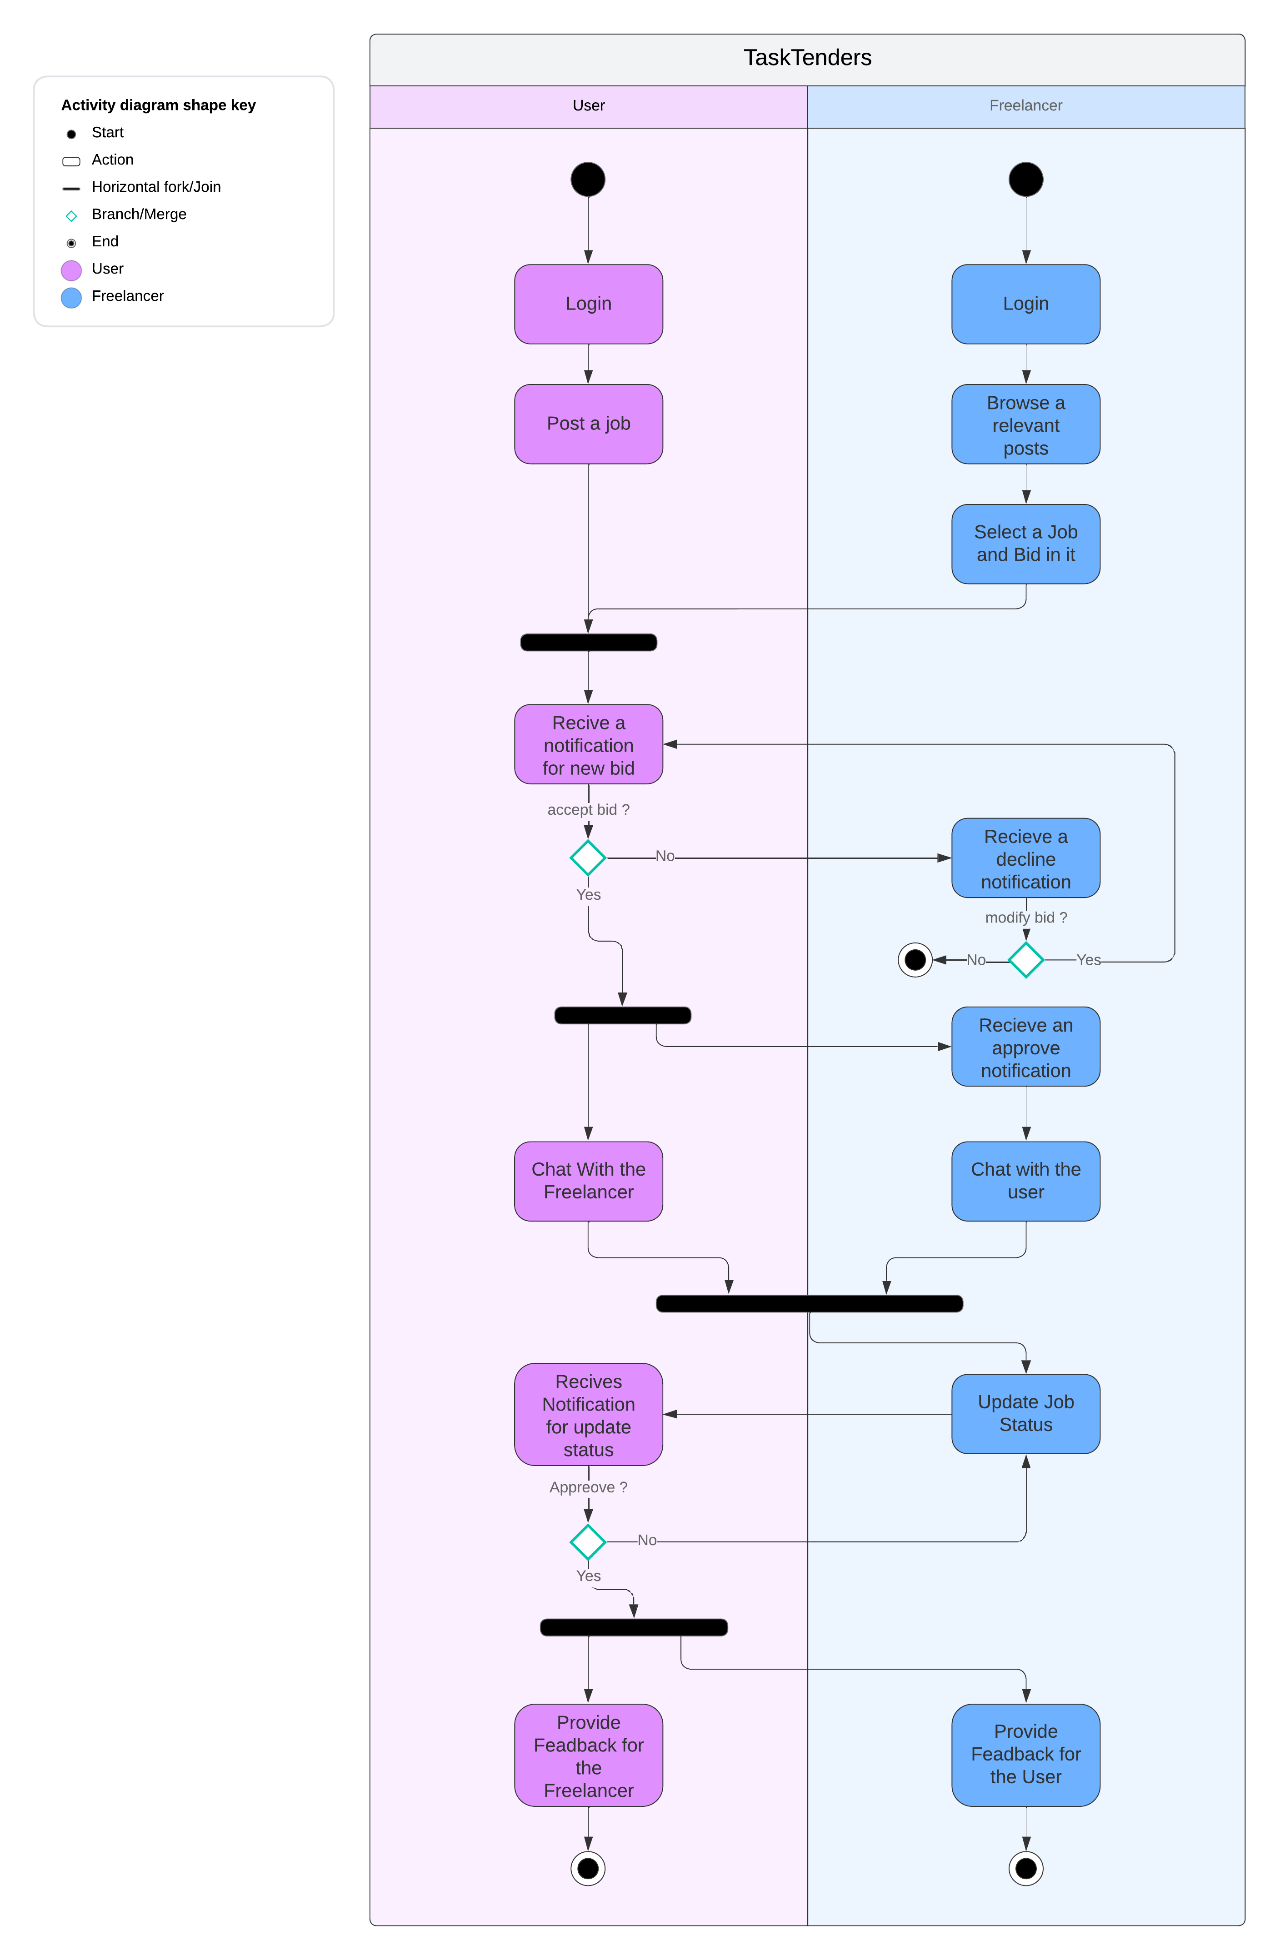 TaskTenders
Activity diagram shape key
Start
Action
Horizontal fork/Join
Branch/Merge
End
User
Freelancer
User
Freelancer
Login
Login
Post a job
Browse a
relevant
posts
Select a Job
and Bid in it
Recive a
notification
for new bid
accept bid ?
No
Yes
Recieve a
decline
notification
modify bid ?
No
Yes
Recieve an
approve
notification
Chat With the
Freelancer
Chat with the
user
Update Job
Status
Recives
Notification
for update
status
Appreove ?
No
Yes
Provide
Feadback for
the
Freelancer
Provide
Feadback for
the User